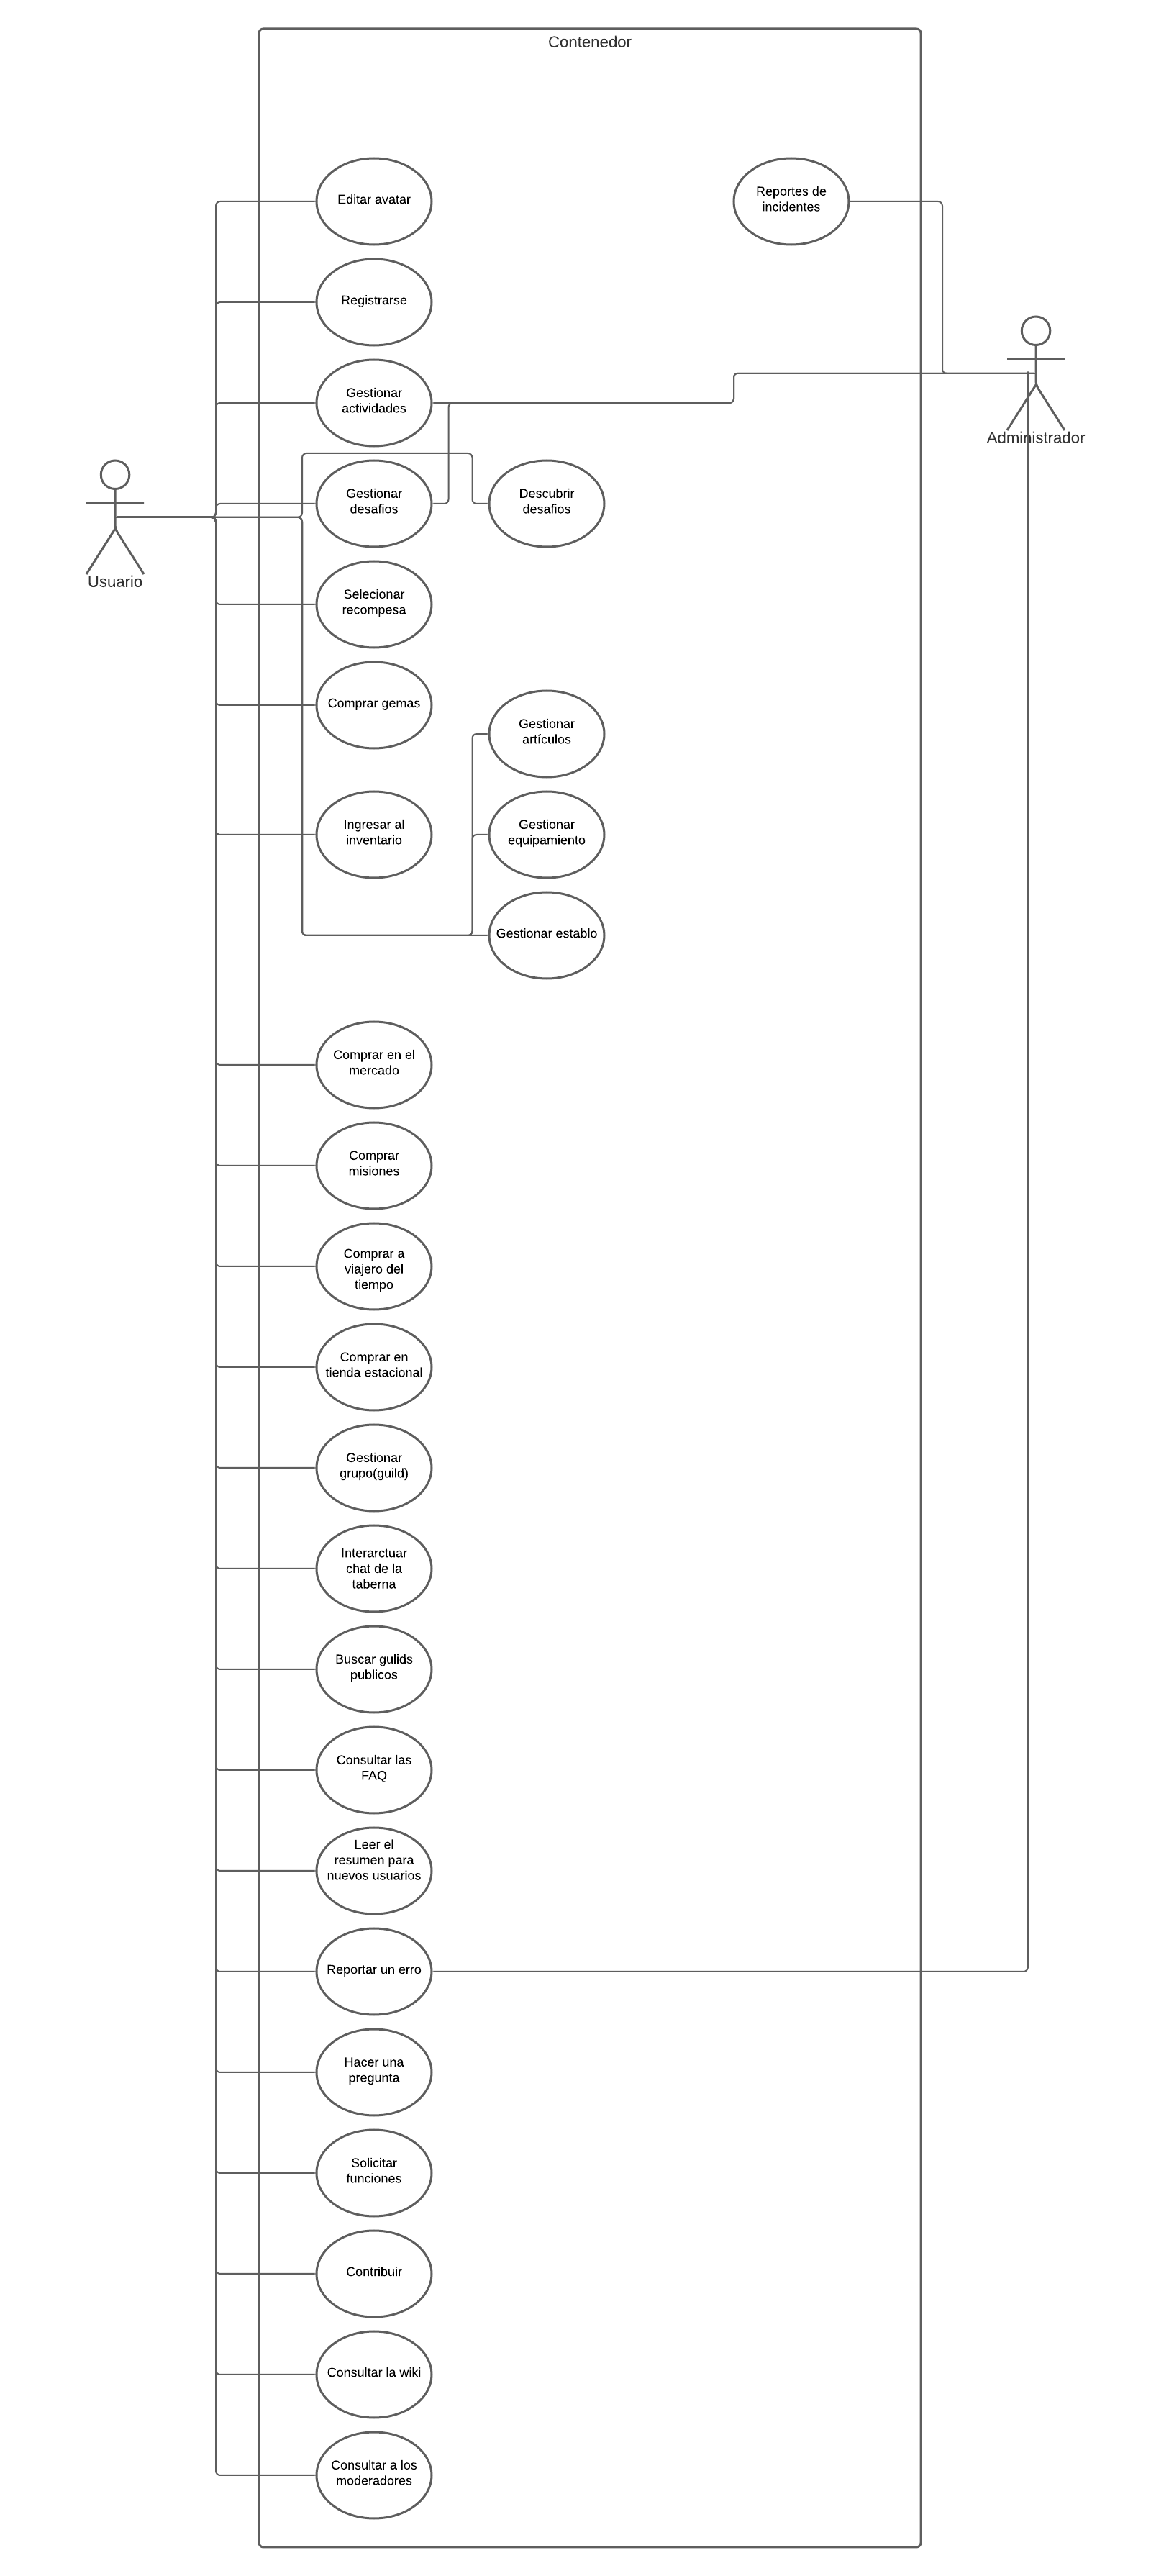 Contenedor
Editar avatar
Reportes de
incidentes
Registrarse
Gestionar
actividades
Administrador
Gestionar
desafios
Descubrir
desafios
Usuario
Selecionar
recompesa
Comprar gemas
Gestionar
artículos
Ingresar al
inventario
Gestionar
equipamiento
Gestionar establo
Comprar en el
mercado
Comprar
misiones
Comprar a
viajero del
tiempo
Comprar en
tienda estacional
Gestionar
grupo(guild)
Interarctuar
chat de la
taberna
Buscar gulids
publicos
Consultar las
FAQ
Leer el
resumen para
nuevos usuarios
Reportar un erro
Hacer una
pregunta
Solicitar
funciones
Contribuir
Consultar la wiki
Consultar a los
moderadores